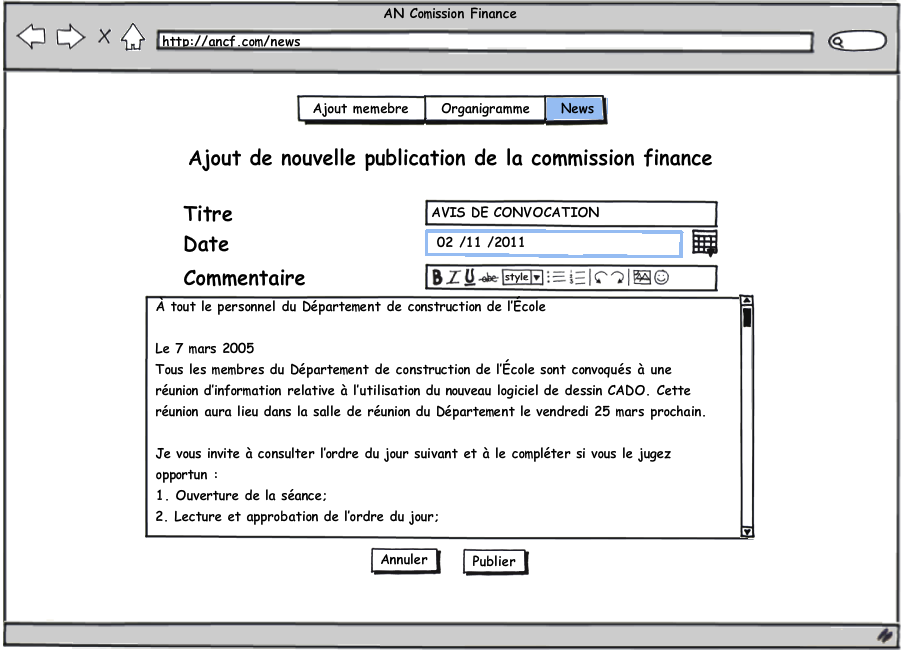 AN Comission Finance
http://ancf.com/news
Ajout memebre
Organigramme
News
Ajout de nouvelle publication de la commission finance
Titre
AVIS DE CONVOCATION
Date
02 /11 /2011
Commentaire
B I U abc style
À tout le personnel du Département de construction de l'École
Le 7 mars 2005
Tous les membres du Département de construction de l'École sont convoqués à une
réunion d'information relative à l'utilisation du nouveau logiciel de dessin CADO. Cette
réunion aura lieu dans la salle de réunion du Département le vendredi 25 mars prochain.
Je vous invite à consulter l'ordre du jour suivant et à le compléter si vous le jugez
opportun :
1. Ouverture de la séance;
2. Lecture et approbation de l'ordre du jour;
Annuler
Publier